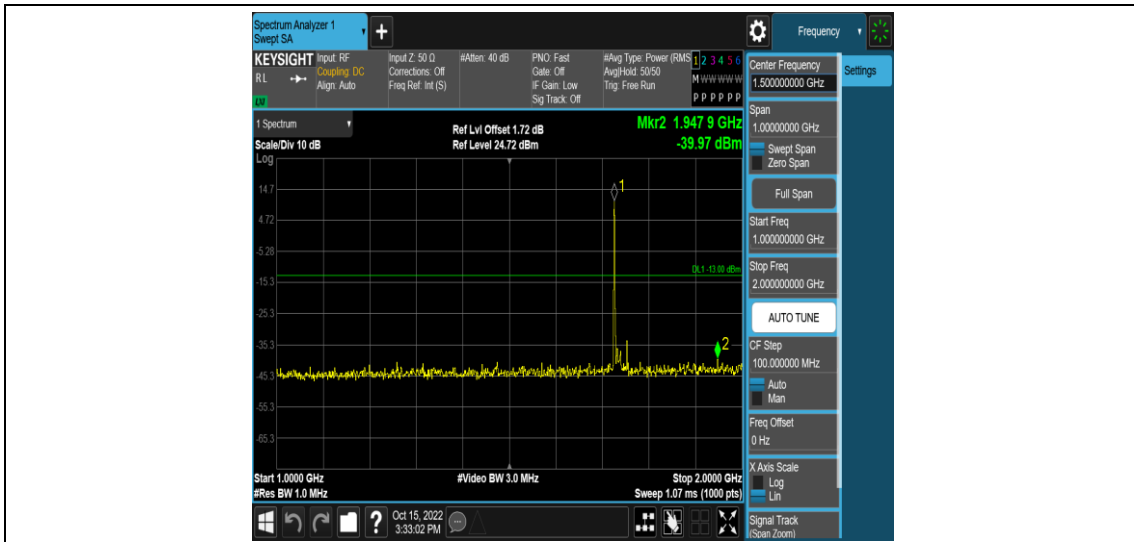 Spectrum Analyzer 1
Swept SA
+
Frequency
KEYSIGHT
RL
LXI
Input: RF
Coupling: DC
Align: Auto
Input Z: 50 Ω
Corrections: Off
Freq Ref: Int (S)
#Atten: 40 dB
PNO: Fast
Gate: Off
IF Gain: Low
Sig Track: Off
#Avg Type: Power (RMS
Avg|Hold: 50/50
Trig: Free Run
1 2 3 4 5 6
M W W W W W
P P P P P P
Center Frequency
1.500000000 GHz
Settings
Span
1.00000000 GHz
Swept Span
Zero Span
Full Span
Start Freq
1.000000000 GHz
Stop Freq
2.000000000 GHz
AUTO TUNE
CF Step
100.000000 MHz
Auto
Man
Freq Offset
0 Hz
X Axis Scale
Log
Lin
Signal Track
(Span Zoom)
1 Spectrum
Scale/Div 10 dB
Ref Lvl Offset 1.72 dB
Ref Level 24.72 dBm
Mkr2 1.947 9 GHz
-39.97 dBm
Log
14.7
4.72
-5.28
-15.3
-25.3
-35.3
-45.3
-55.3
-65.3
1
DL1 -13.00 dBm
2
Start 1.0000 GHz
#Res BW 1.0 MHz
#Video BW 3.0 MHz
Stop 2.0000 GHz
Sweep 1.07 ms (1000 pts)
?
Oct 15, 2022
3:33:02 PM